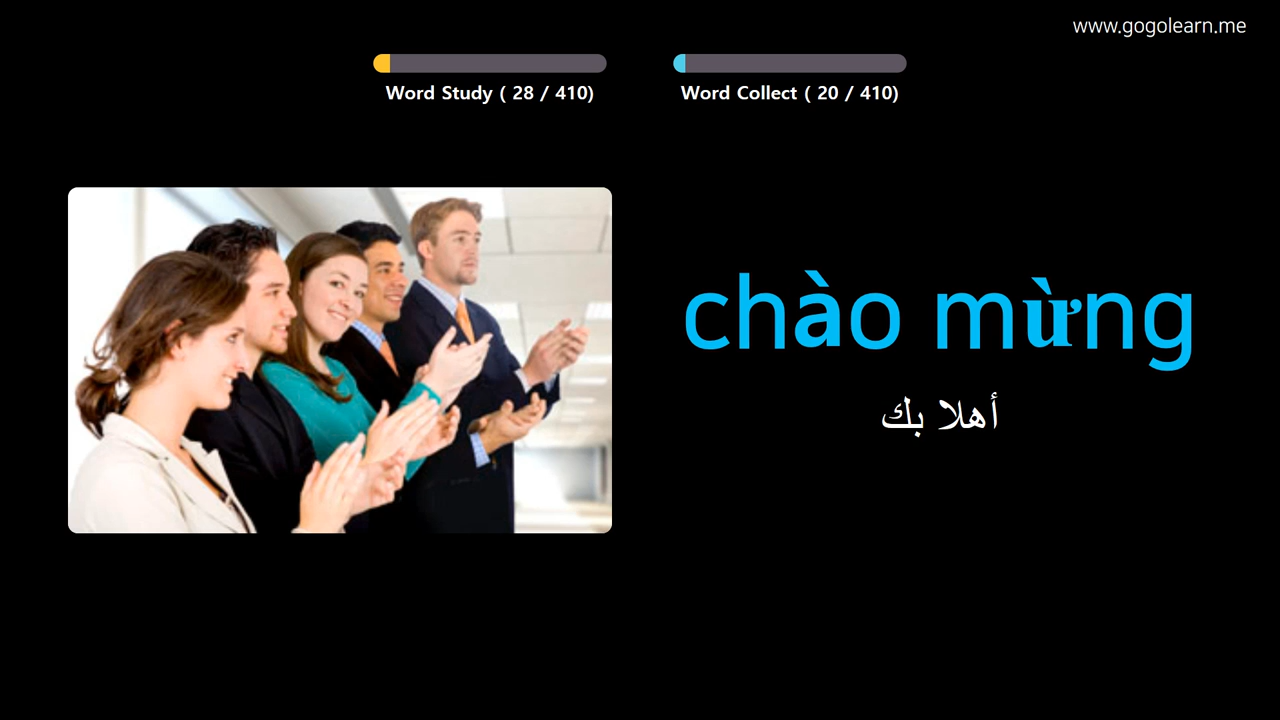 www.gogolearn.me
Word Study ( 28 / 410)
Word Collect ( 20 / 410)
chào mừng
أهلا بك